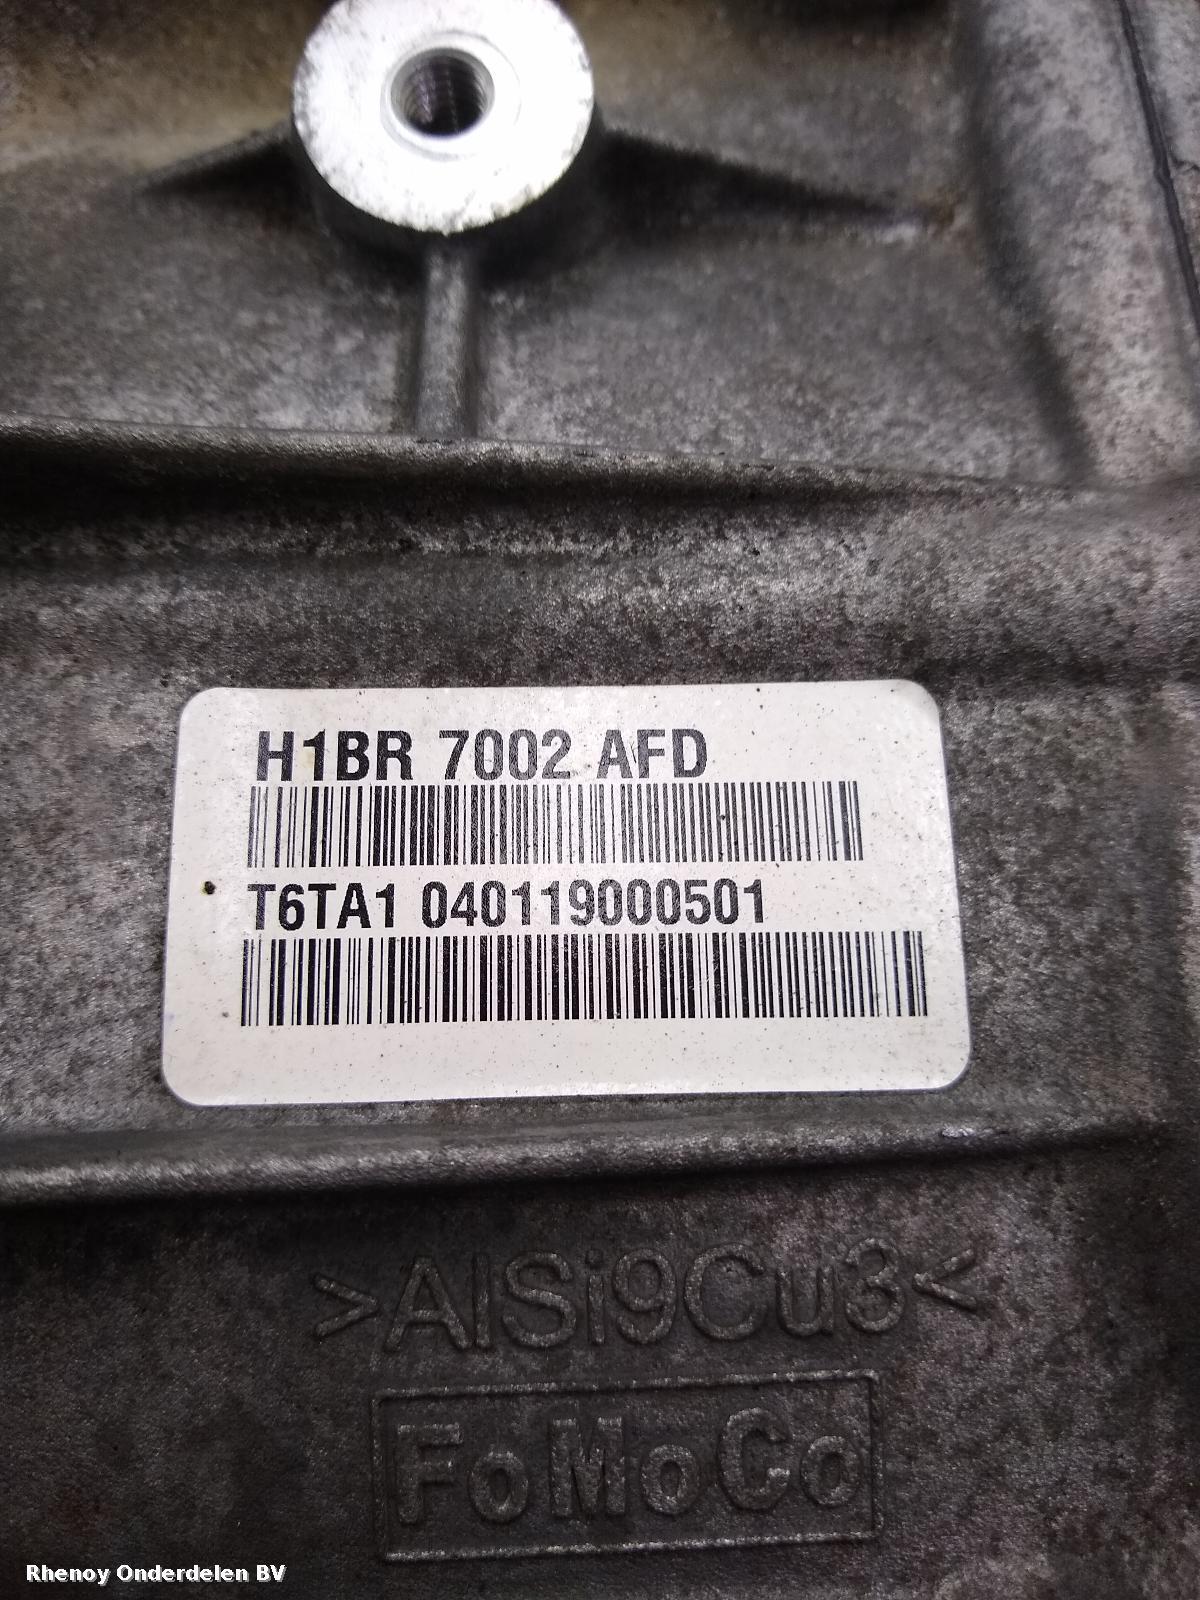 H1BR 7002 AFD
T6TA1 040119000501
>AlSi9Cu3<
FoMoCo
Rhenoy Onderdelen BV